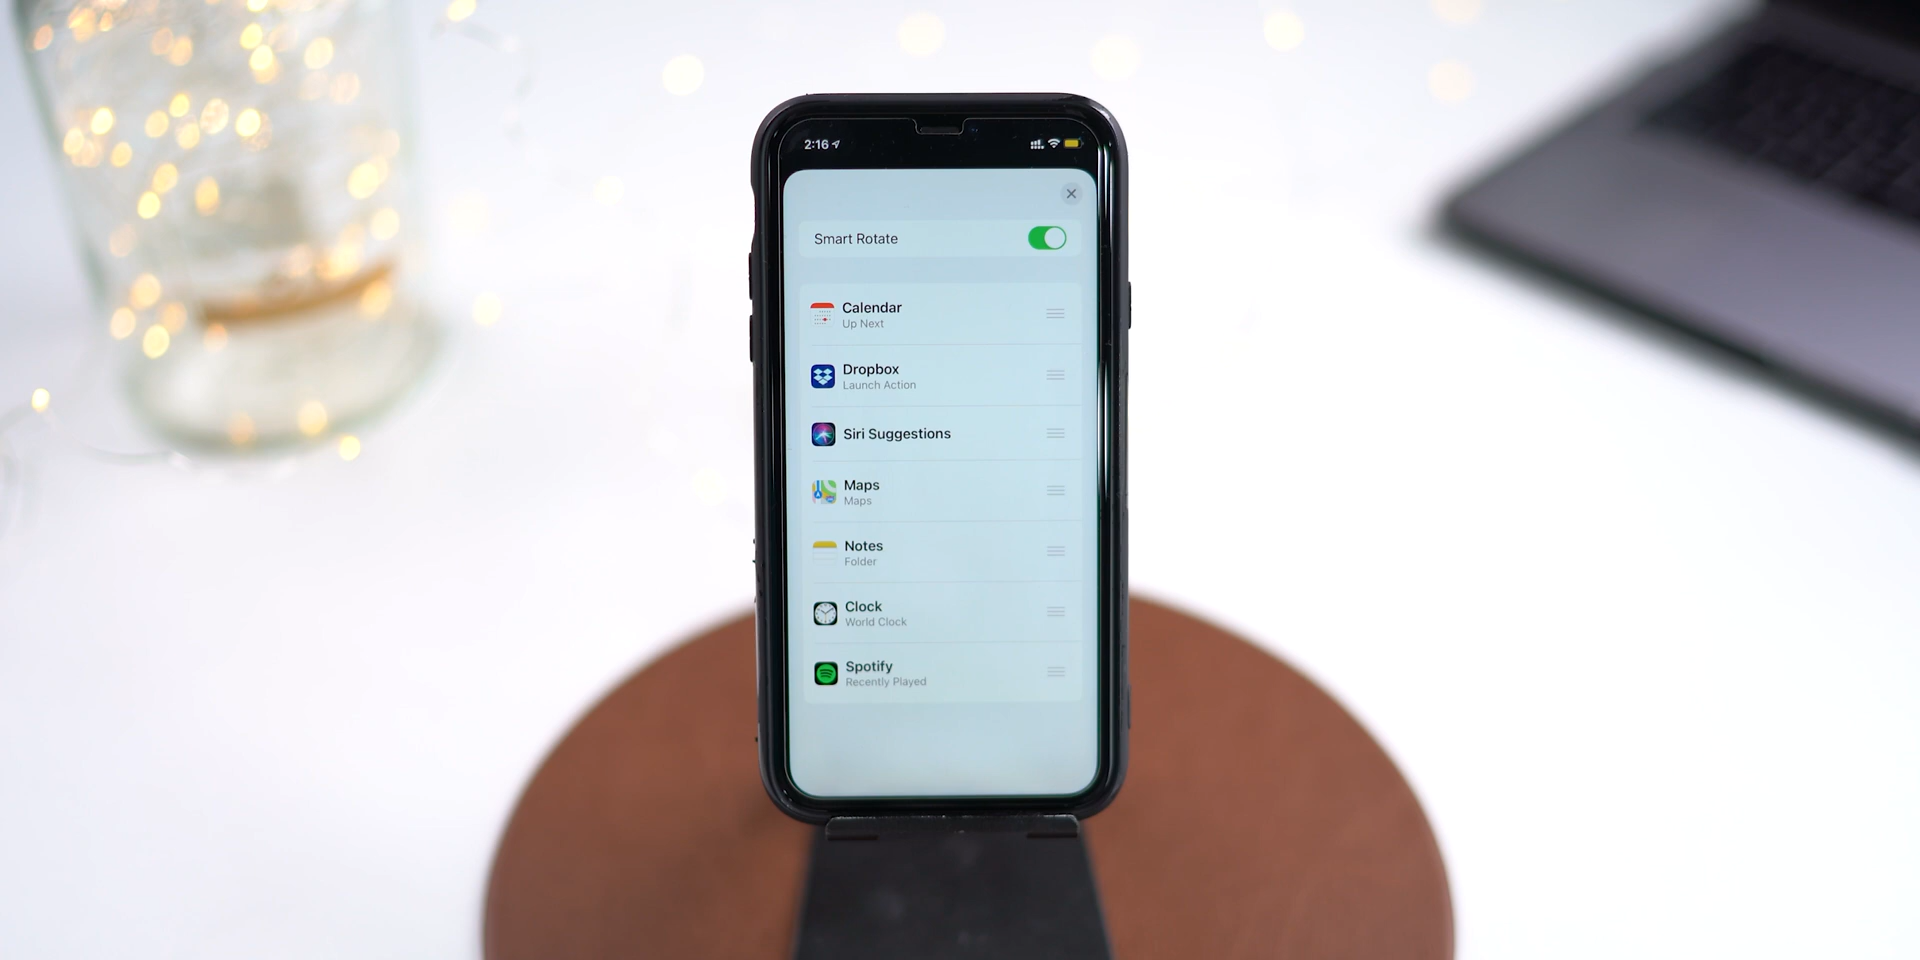 2:16
Smart Rotate
Calendar
Up Next
Dropbox
Launch Action
Siri Suggestions
Maps
Maps
Notes
Folder
Clock
World Clock
Spotify
Recently Played